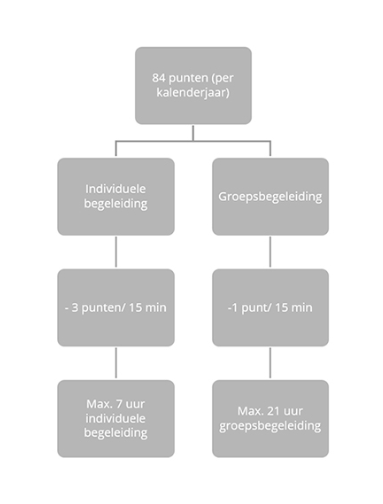 84 punten (per
kalenderjaar)
Individuele
begeleiding
Groepsbegeleiding
- 3 punten/ 15 min
-1 punt/ 15 min
Max. 7 uur
individuele
begeleiding
Max. 21 uur
groepsbegeleiding